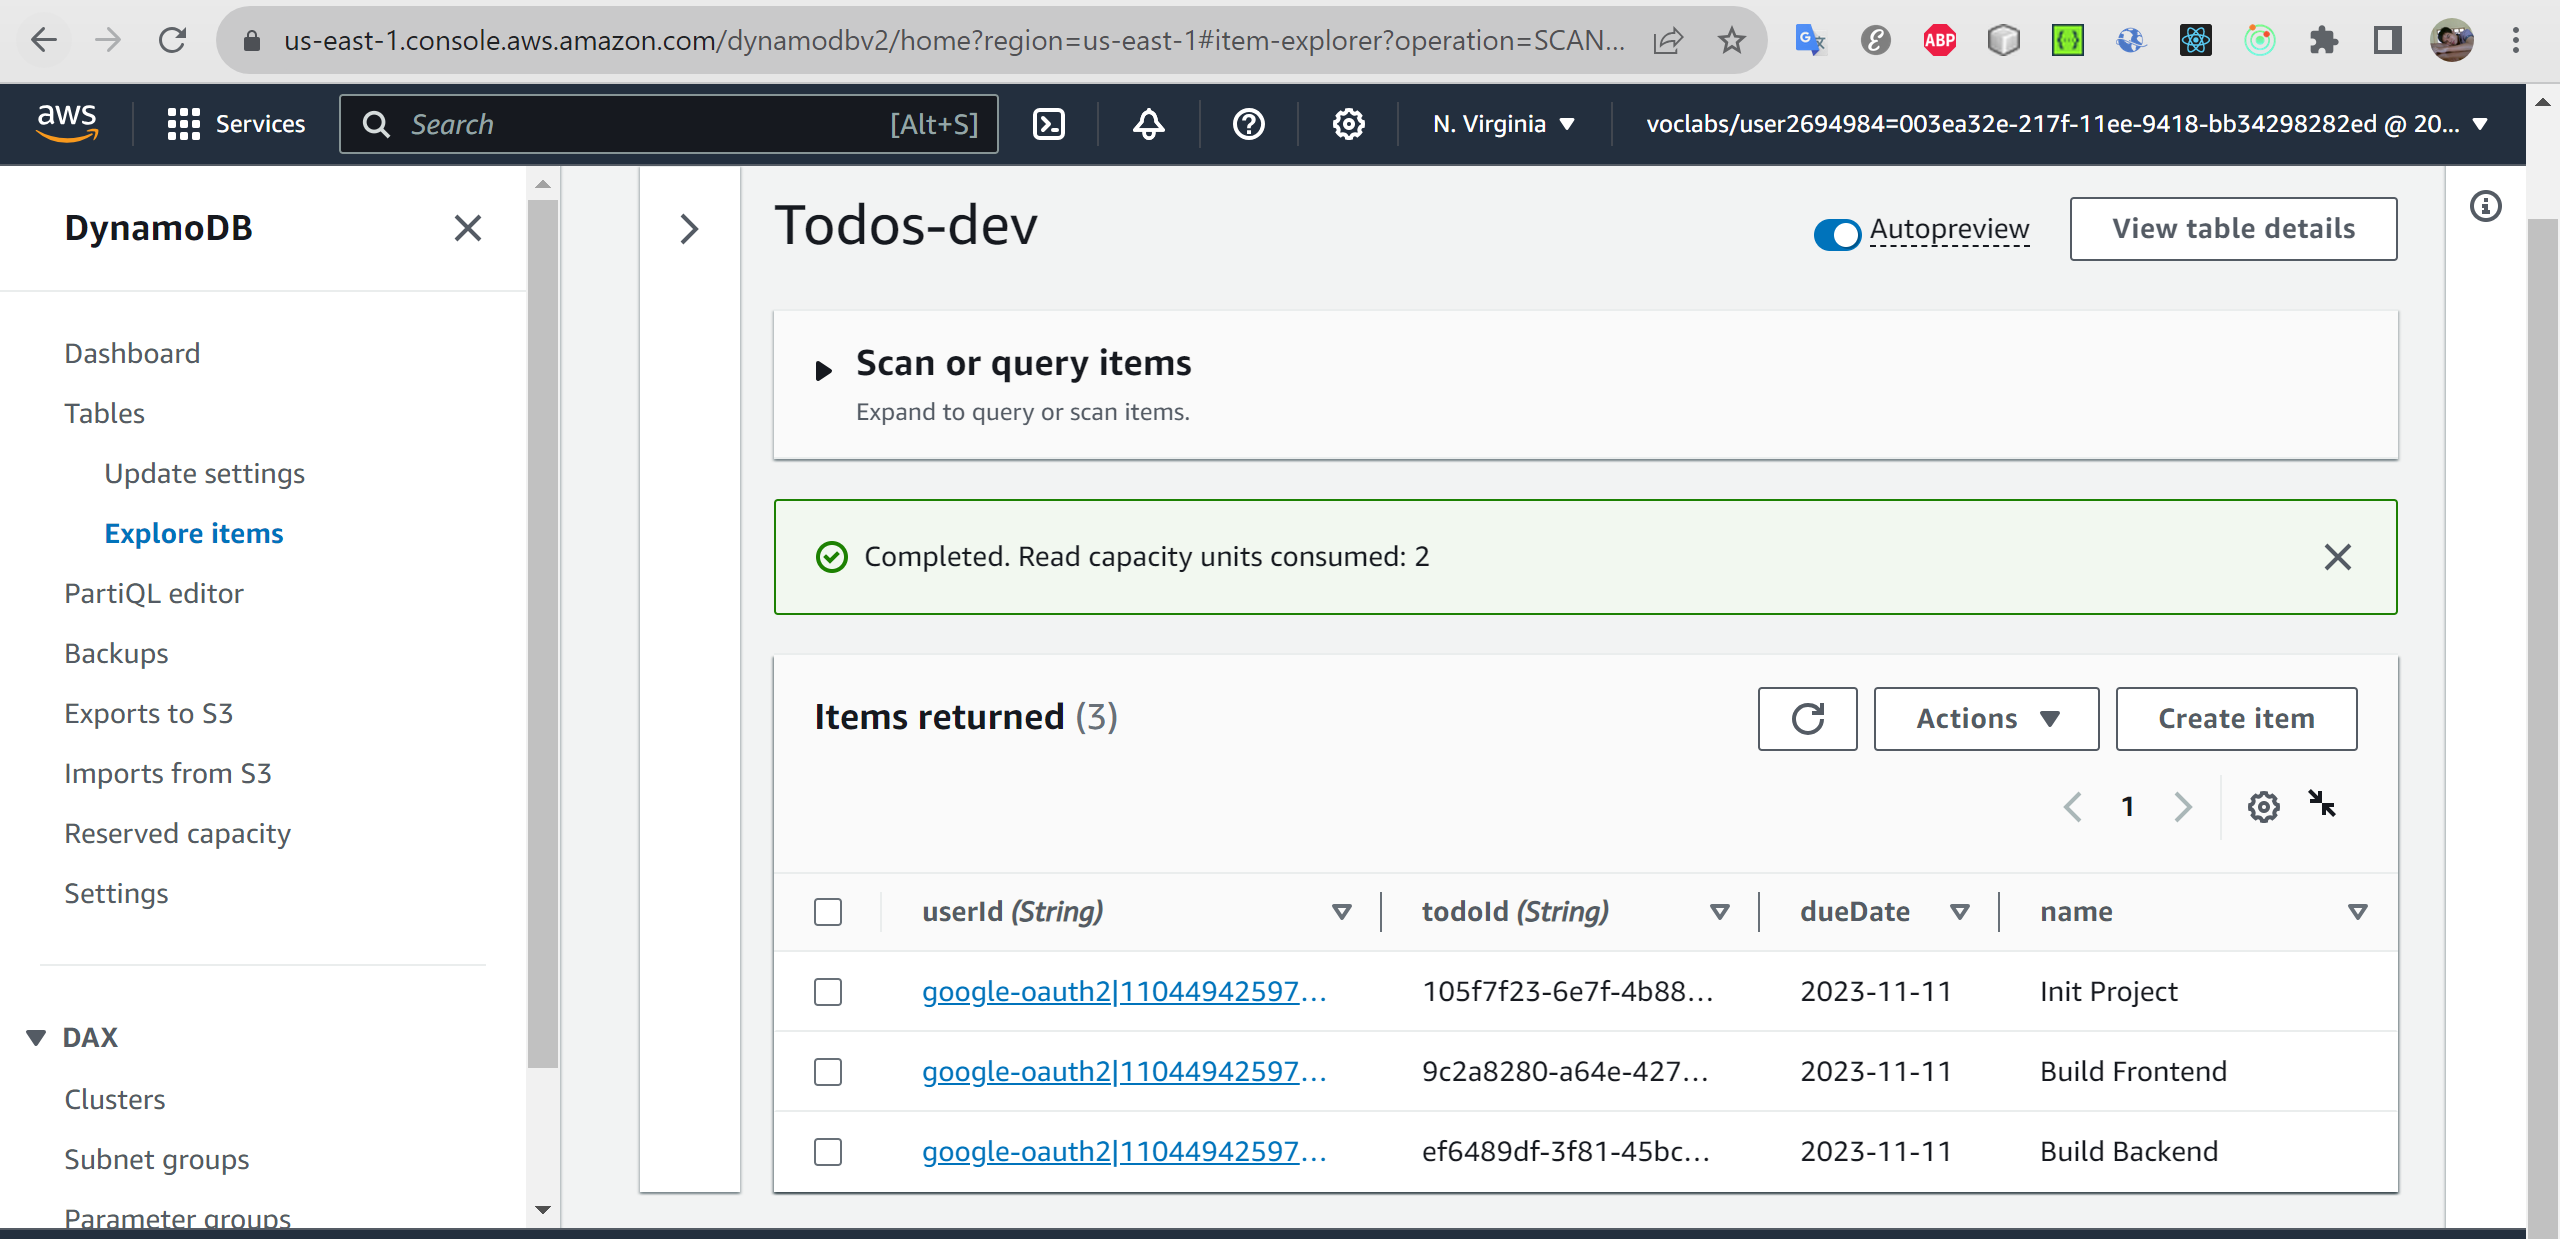 us-east-1.console.aws.amazon.com/dynamodbv2/home?region=us-east-1#item-explorer?operation=SCAN...
ABP
aws
Services
Search
[Alt+S]
N. Virginia
voclabs/user2694984=003ea32e-217f-11ee-9418-bb34298282ed @ 20...
DynamoDB
Dashboard
Tables
Update settings
Explore items
PartiQL editor
Backups
Exports to S3
Imports from S3
Reserved capacity
Settings
DAX
Clusters
Subnet groups
Parameter groups
Todos-dev
Autopreview
View table details
Scan or query items
Expand to query or scan items.
Completed. Read capacity units consumed: 2
Items returned (3)
Actions
Create item
1
userId (String) todoId (String) dueDate name
google-oauth2|11044942597... 105f7f23-6e7f-4b88... 2023-11-11 Init Project
google-oauth2|11044942597... 9c2a8280-a64e-427... 2023-11-11 Build Frontend
google-oauth2|11044942597... ef6489df-3f81-45bc... 2023-11-11 Build Backend